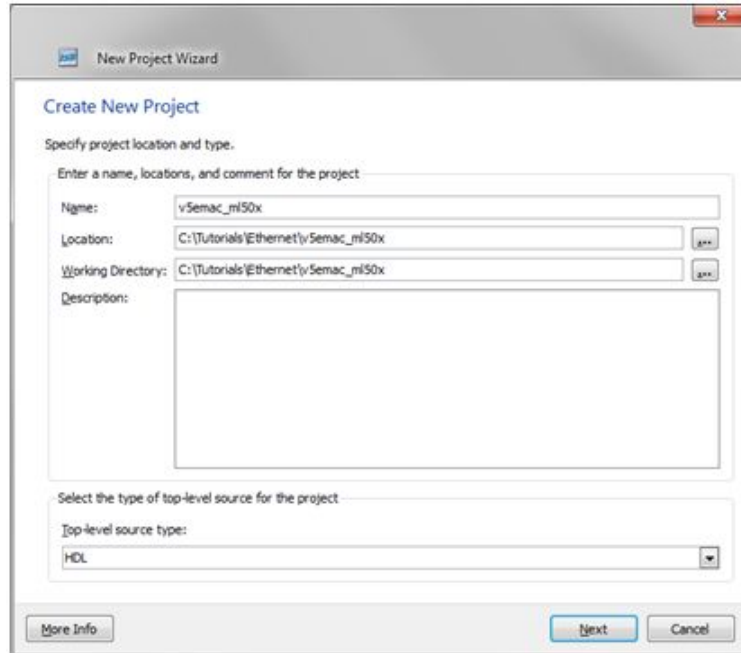 New Project Wizard
Create New Project
Specify project location and type.
Enter a name, locations, and comment for the project
Name: v5emac_ml50x
Location: C:\Tutorials\Ethernet\v5emac_ml50x
Working Directory: C:\Tutorials\Ethernet\v5emac_ml50x
Description:
Select the type of top-level source for the project
Top-level source type:
HDL
More Info Next Cancel